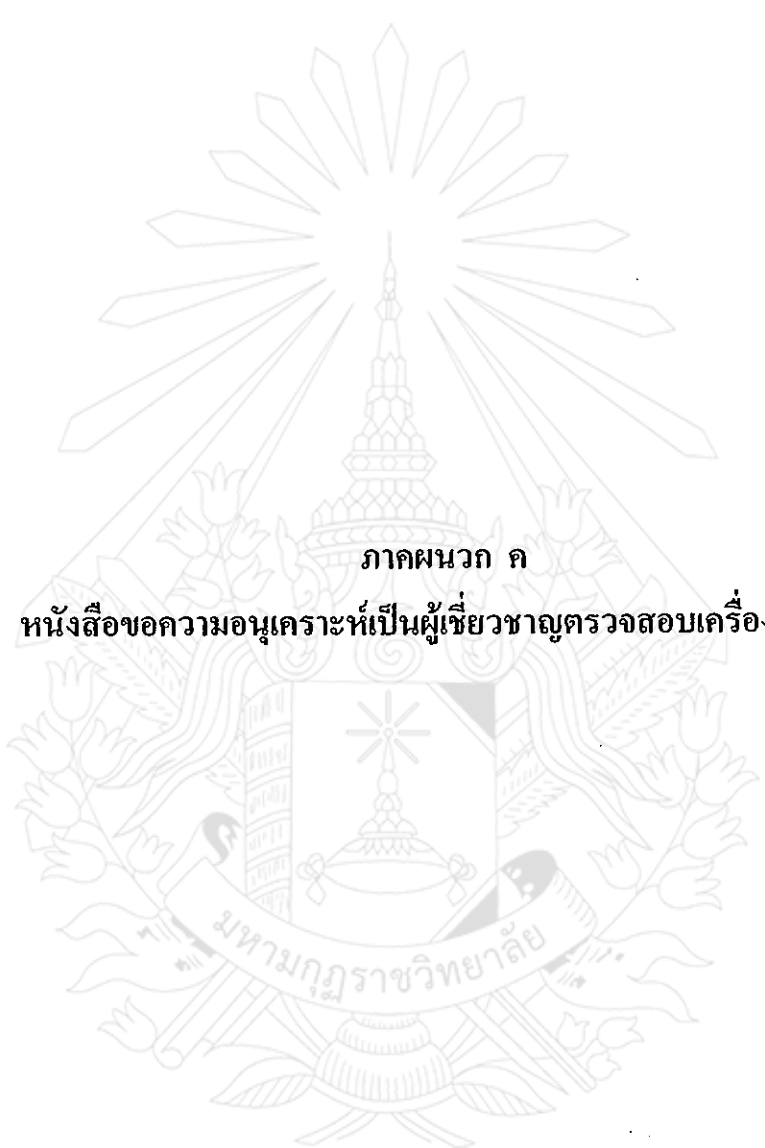 ภาคผนวก ค
หนังสือขอความอนุเคราะห์เป็นผู้เชี่ยวชาญตรวจสอบเครื่อง
มหามกุฏราชวิทยาลัย